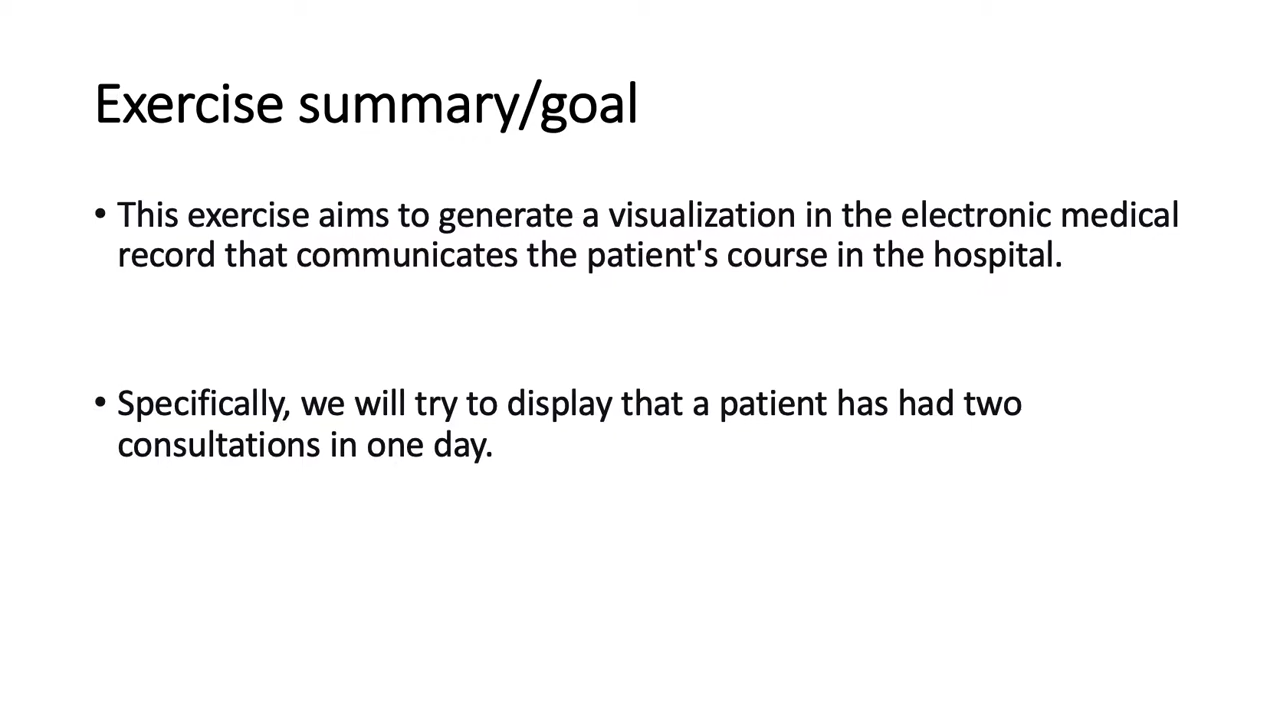 Exercise summary/goal
• This exercise aims to generate a visualization in the electronic medical
record that communicates the patient's course in the hospital.
• Specifically, we will try to display that a patient has had two
consultations in one day.